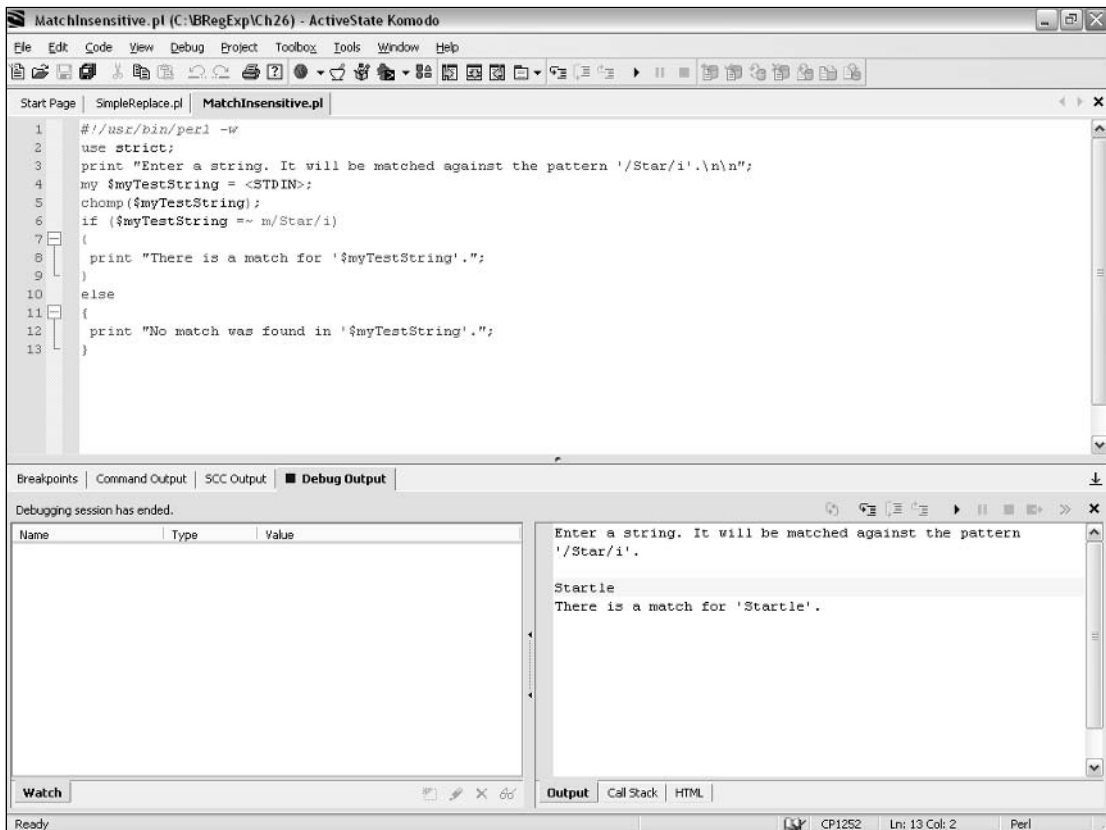 MatchInsensitive.pl (C:\BRegExp\Ch26) - ActiveState Komodo
File Edit Code View Debug Project Toolbox Tools Window Help
Start Page SimpleReplace.pl MatchInsensitive.pl
1 #!/usr/bin/perl -w
2 use strict;
3 print "Enter a string. It will be matched against the pattern '/Star/i'.\n\n";
4 my $myTestString = <STDIN>;
5 chomp($myTestString);
6 if ($myTestString =~ m/Star/i)
7 {
8 print "There is a match for '$myTestString'.";
9 }
10 else
11 {
12 print "No match was found in '$myTestString'.";
13 }
Breakpoints Command Output SCC Output Debug Output
Debugging session has ended.
Name Type Value
Enter a string. It will be matched against the pattern
'/Star/i'.
Startle
There is a match for 'Startle'.
Watch
Output Call Stack HTML
Ready CP1252 Ln: 13 Col: 2 Perl